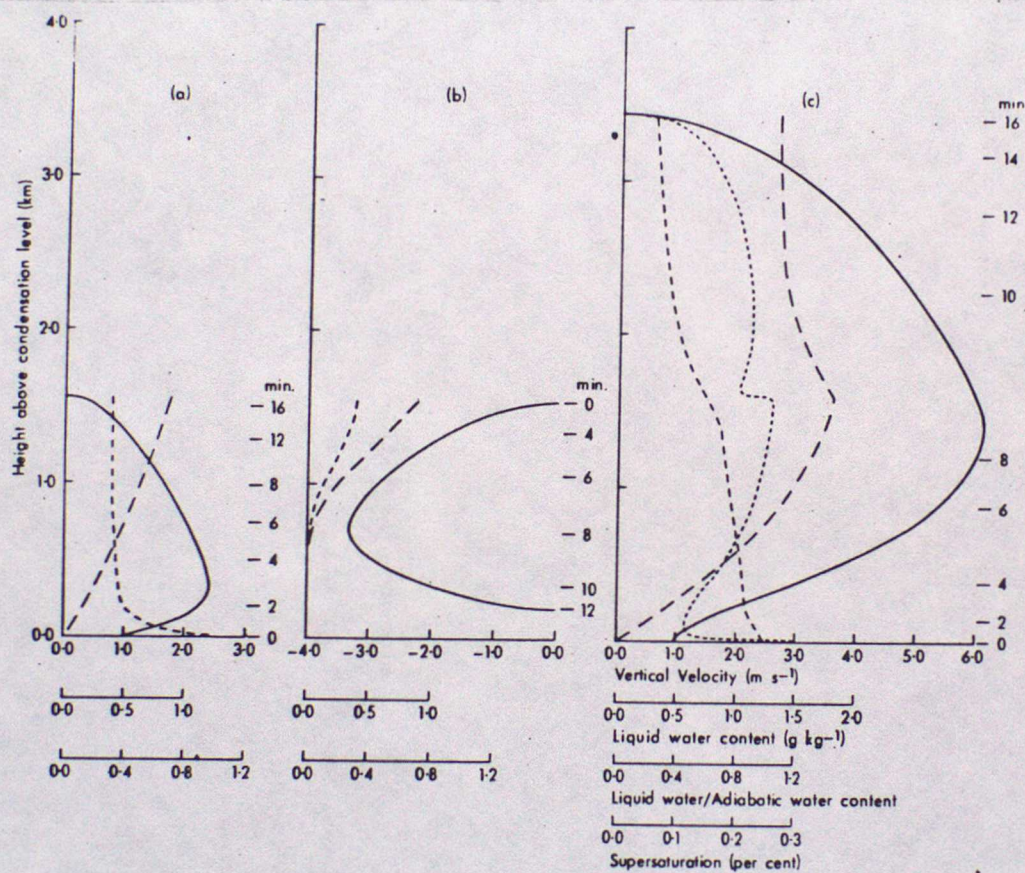 4·0
(a)
(b)
(c)
min.
16
14
3·0
12
10
2·0
Height above condensation level (km)
min.
16
12
8
6
4
2
0
min.
0
4
6
8
10
12
8
6
4
2
0
1·0
0·0
0·0 1·0 2·0 3·0
-4·0 -3·0 -2·0 -1·0 0·0
0·0 1·0 2·0 3·0 4·0 5·0 6·0
Vertical Velocity (m s⁻¹)
0·0 0·5 1·0
0·0 0·5 1·0
0·0 0·5 1·0 1·5 2·0
Liquid water content (g kg⁻¹)
0·0 0·4 0·8 1·2
0·0 0·4 0·8 1·2
0·0 0·4 0·8 1·2
Liquid water/Adiabatic water content
0·0 0·1 0·2 0·3
Supersaturation (per cent)